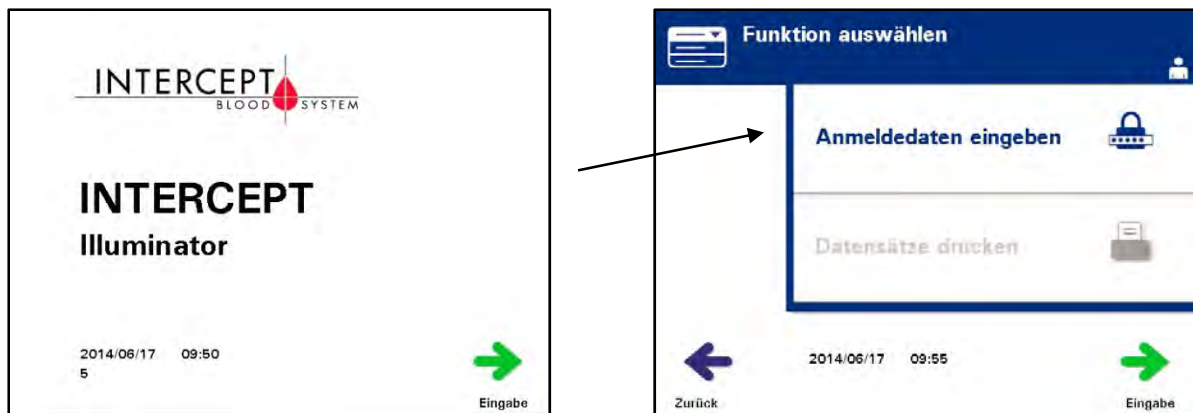 INTERCEPT
BLOOD SYSTEM
INTERCEPT
Illuminator
2014/06/17 09:50
5
Eingabe
Funktion auswählen
Anmeldedaten eingeben
Datensätze drucken
Zurück
2014/06/17 09:55
Eingabe